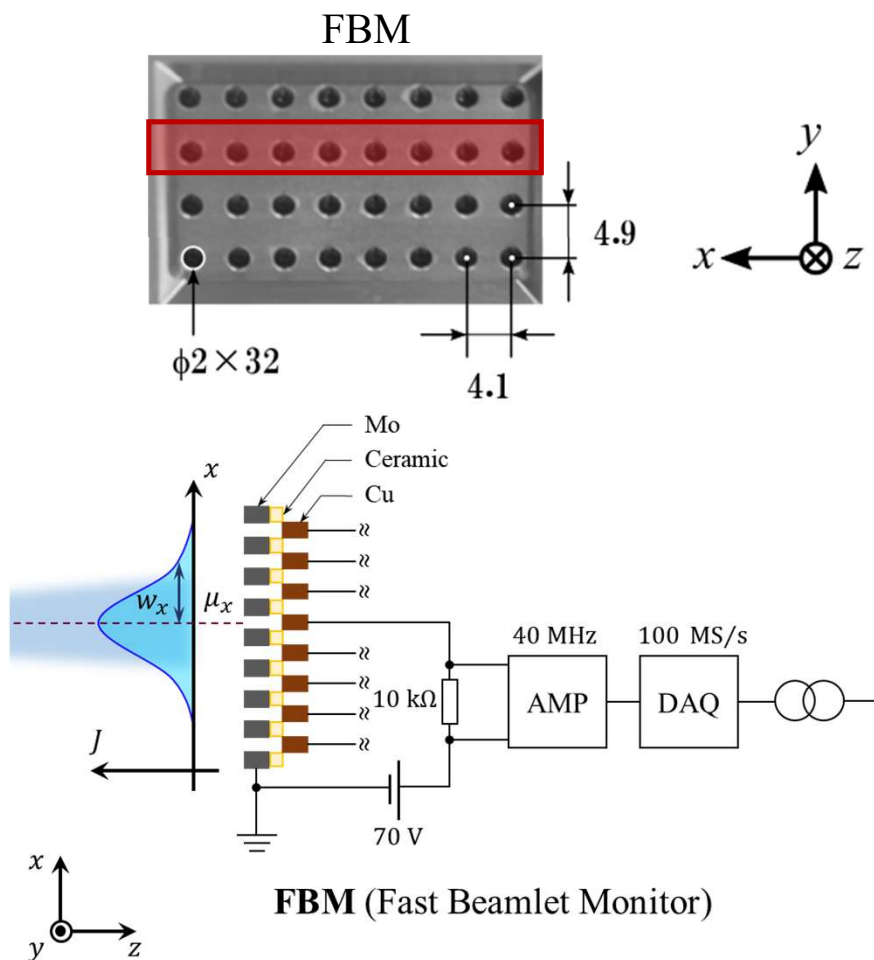 FBM
4.9
ϕ2×32
4.1
y
x
z
Mo
Ceramic
Cu
x
w_x
μ_x
J
10 kΩ
70 V
40 MHz
100 MS/s
AMP
DAQ
x
y
z
FBM (Fast Beamlet Monitor)